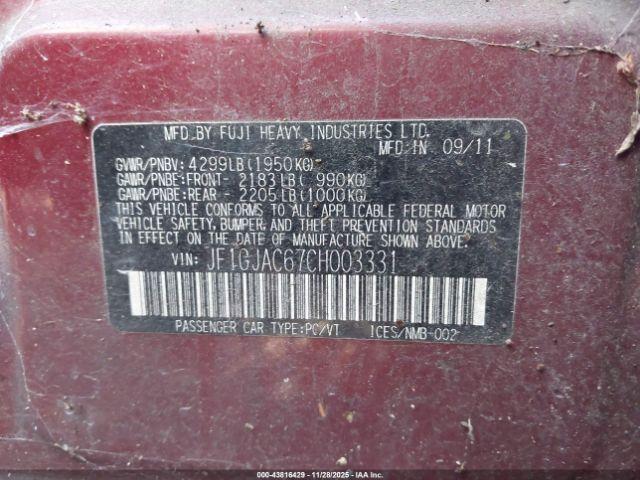 MFD.BY FUJI HEAVY INDUSTRIES LTD.
MFD.IN 09/11
GVWR/PNBV: 4299LB(1950KG)
GAWR/PNBE:FRONT- 2183LB( 990KG)
GAWR/PNBE:REAR - 2205LB(1000KG)
THIS VEHICLE CONFORMS TO ALL APPLICABLE FEDERAL MOTOR
VEHICLE SAFETY, BUMPER, AND THEFT PREVENTION STANDARDS
IN EFFECT ON THE DATE OF MANUFACTURE SHOWN ABOVE.
VIN: JF1GJAC67CH003331
PASSENGER CAR TYPE:PC/VT ICES/NMB-002
000-43816429 - 11/28/2025 - IAAI.COM